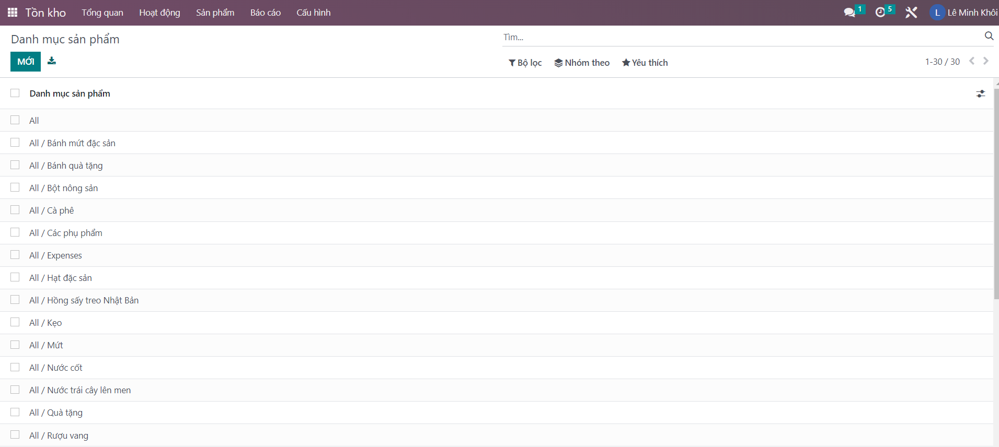 Tồn kho Tổng quan Hoạt động Sản phẩm Báo cáo Cấu hình 1 5 L Lê Minh Khôi
Danh mục sản phẩm
Tìm...
MỚI
Bộ lọc Nhóm theo Yêu thích 1-30 / 30
Danh mục sản phẩm
All
All / Bánh mứt đặc sản
All / Bánh quà tặng
All / Bột nông sản
All / Cà phê
All / Các phụ phẩm
All / Expenses
All / Hạt đặc sản
All / Hồng sấy treo Nhật Bản
All / Kẹo
All / Mứt
All / Nước cốt
All / Nước trái cây lên men
All / Quà tặng
All / Rượu vang